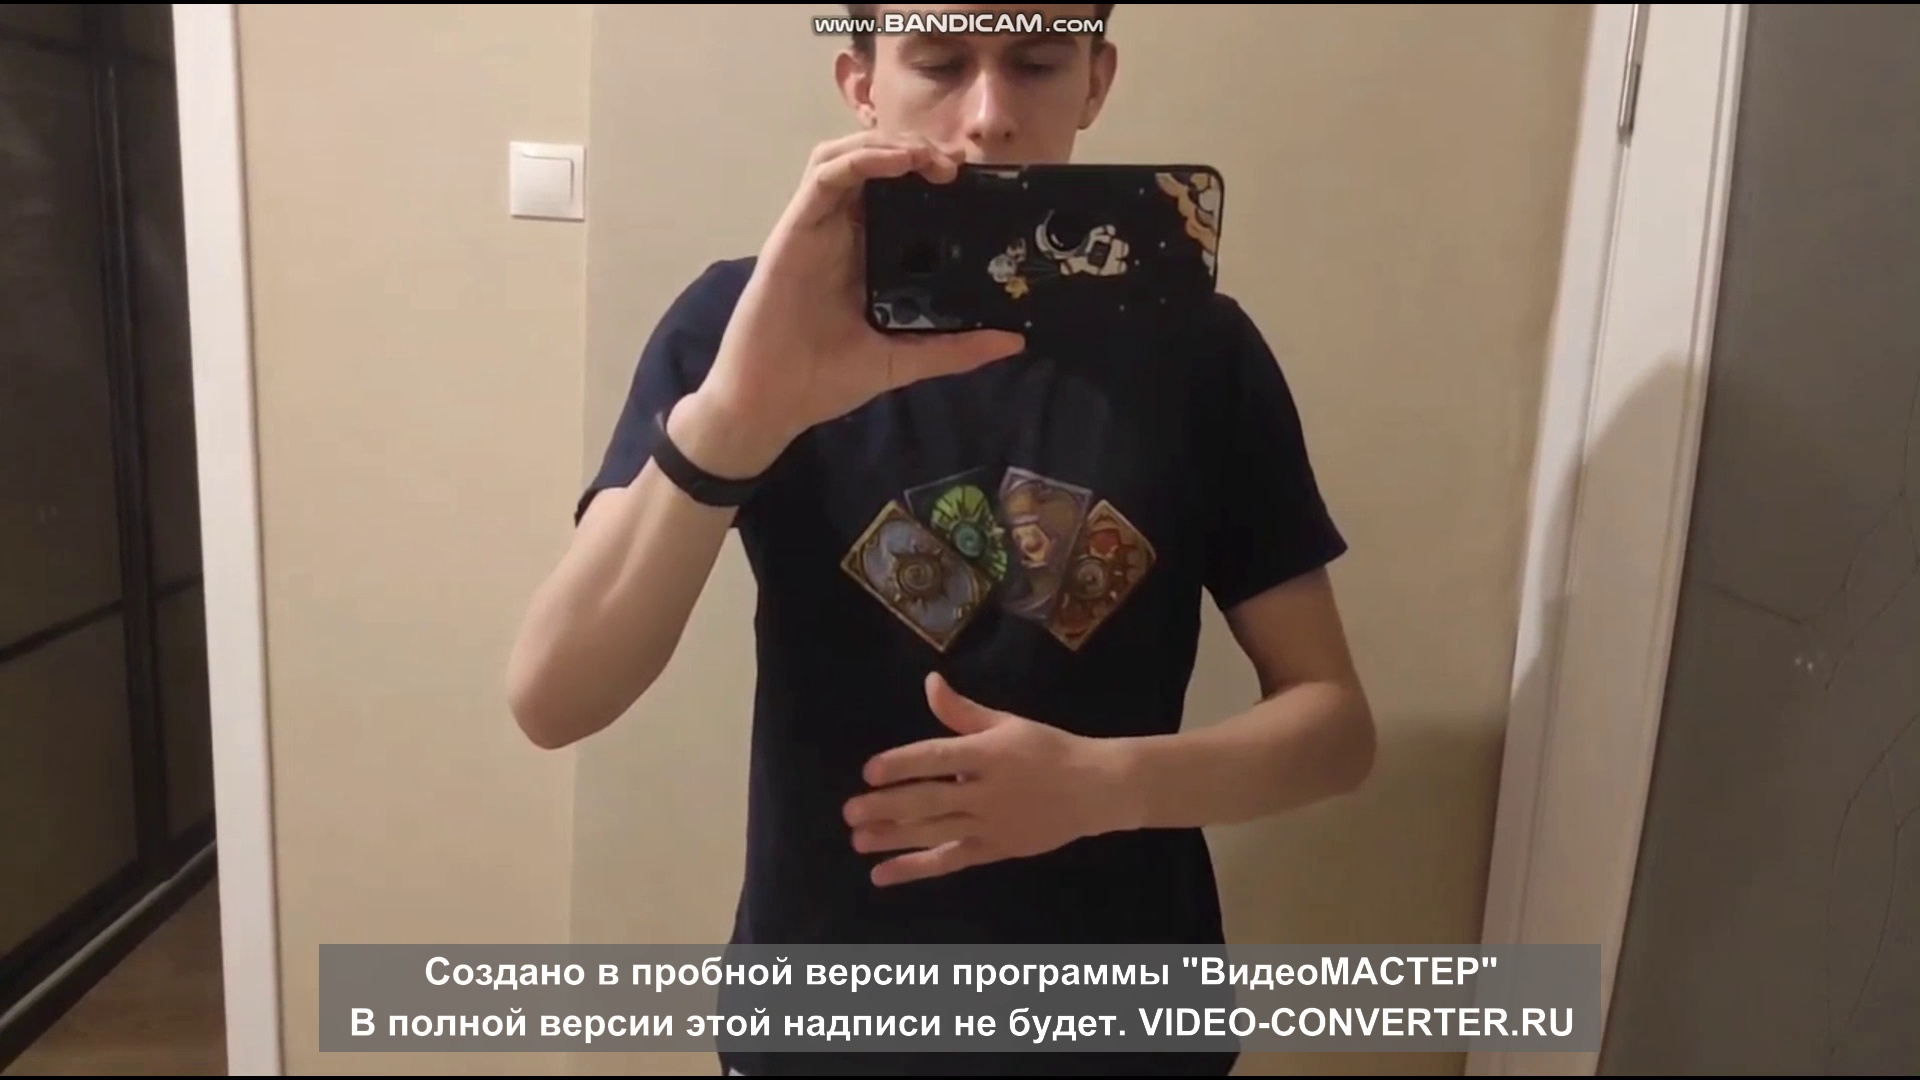 www.BANDICAM.com
Создано в пробной версии программы "ВидеоМАСТЕР"
В полной версии этой надписи не будет. VIDEO-CONVERTER.RU